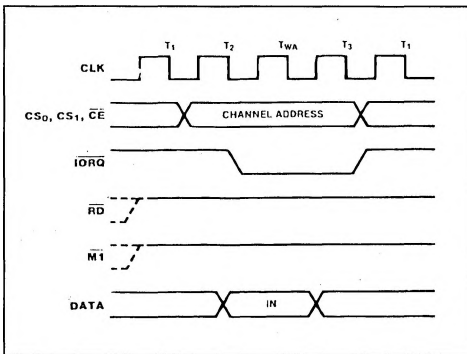 T1 T2 TWA T3 T1
CLK
CS0, CS1, CE CHANNEL ADDRESS
IORQ
RD
M1
DATA IN